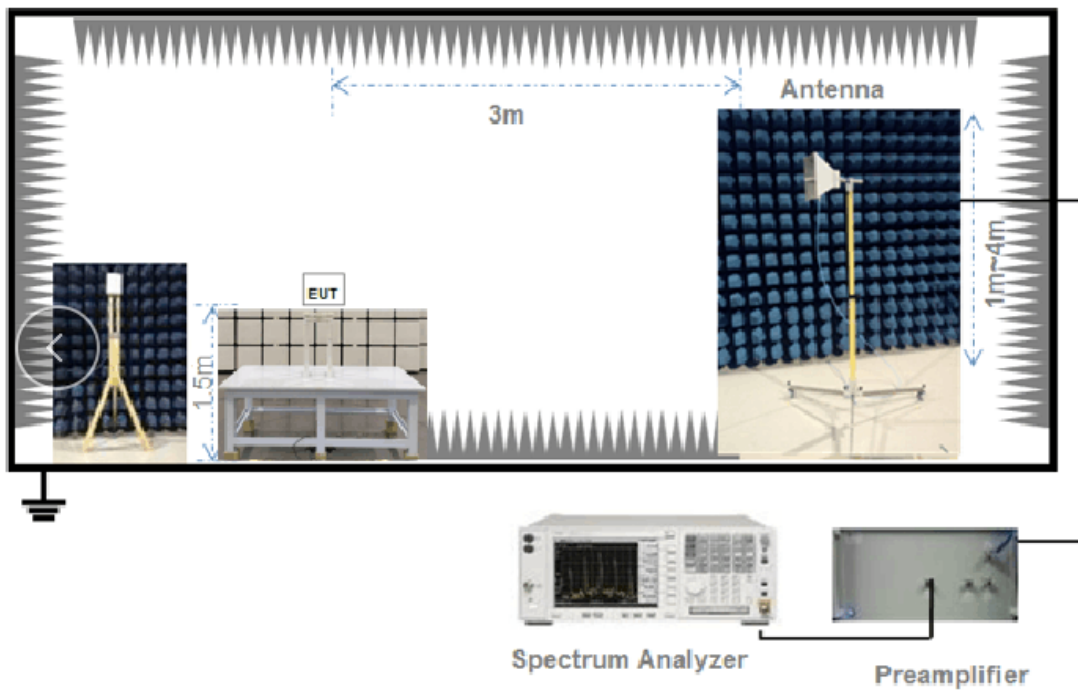 Antenna
3m
1m~4m
EUT
1.5m
Spectrum Analyzer
Preamplifier